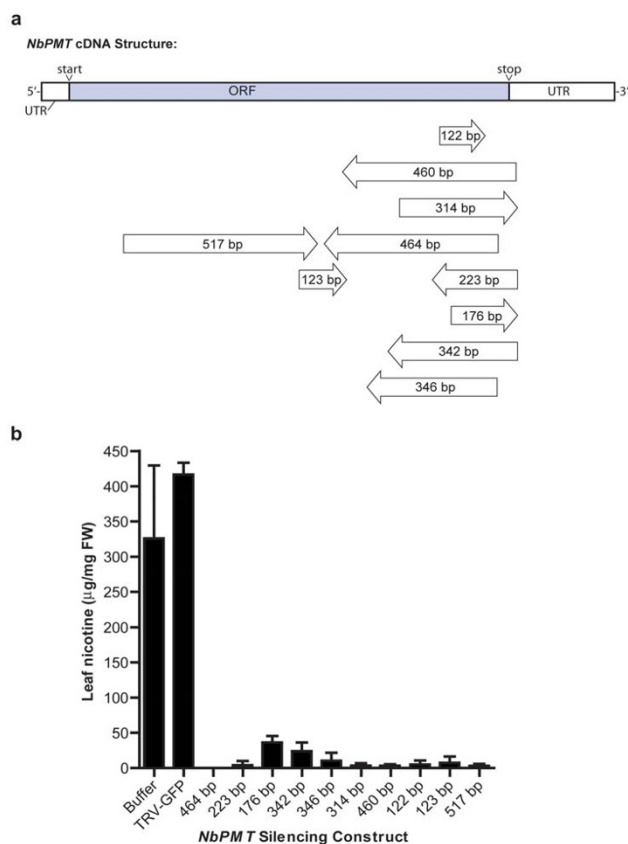 a
NbPMT cDNA Structure:
start stop
5'- ORF UTR -3'
UTR
122 bp
460 bp
314 bp
517 bp 464 bp
123 bp 223 bp
176 bp
342 bp
346 bp
b
450
400
350
300
250
200
150
100
50
0
Leaf nicotine (µg/mg FW)
Buffer TRV-GFP 464 bp 223 bp 176 bp 342 bp 346 bp 314 bp 460 bp 122 bp 123 bp 517 bp
NbPMT Silencing Construct